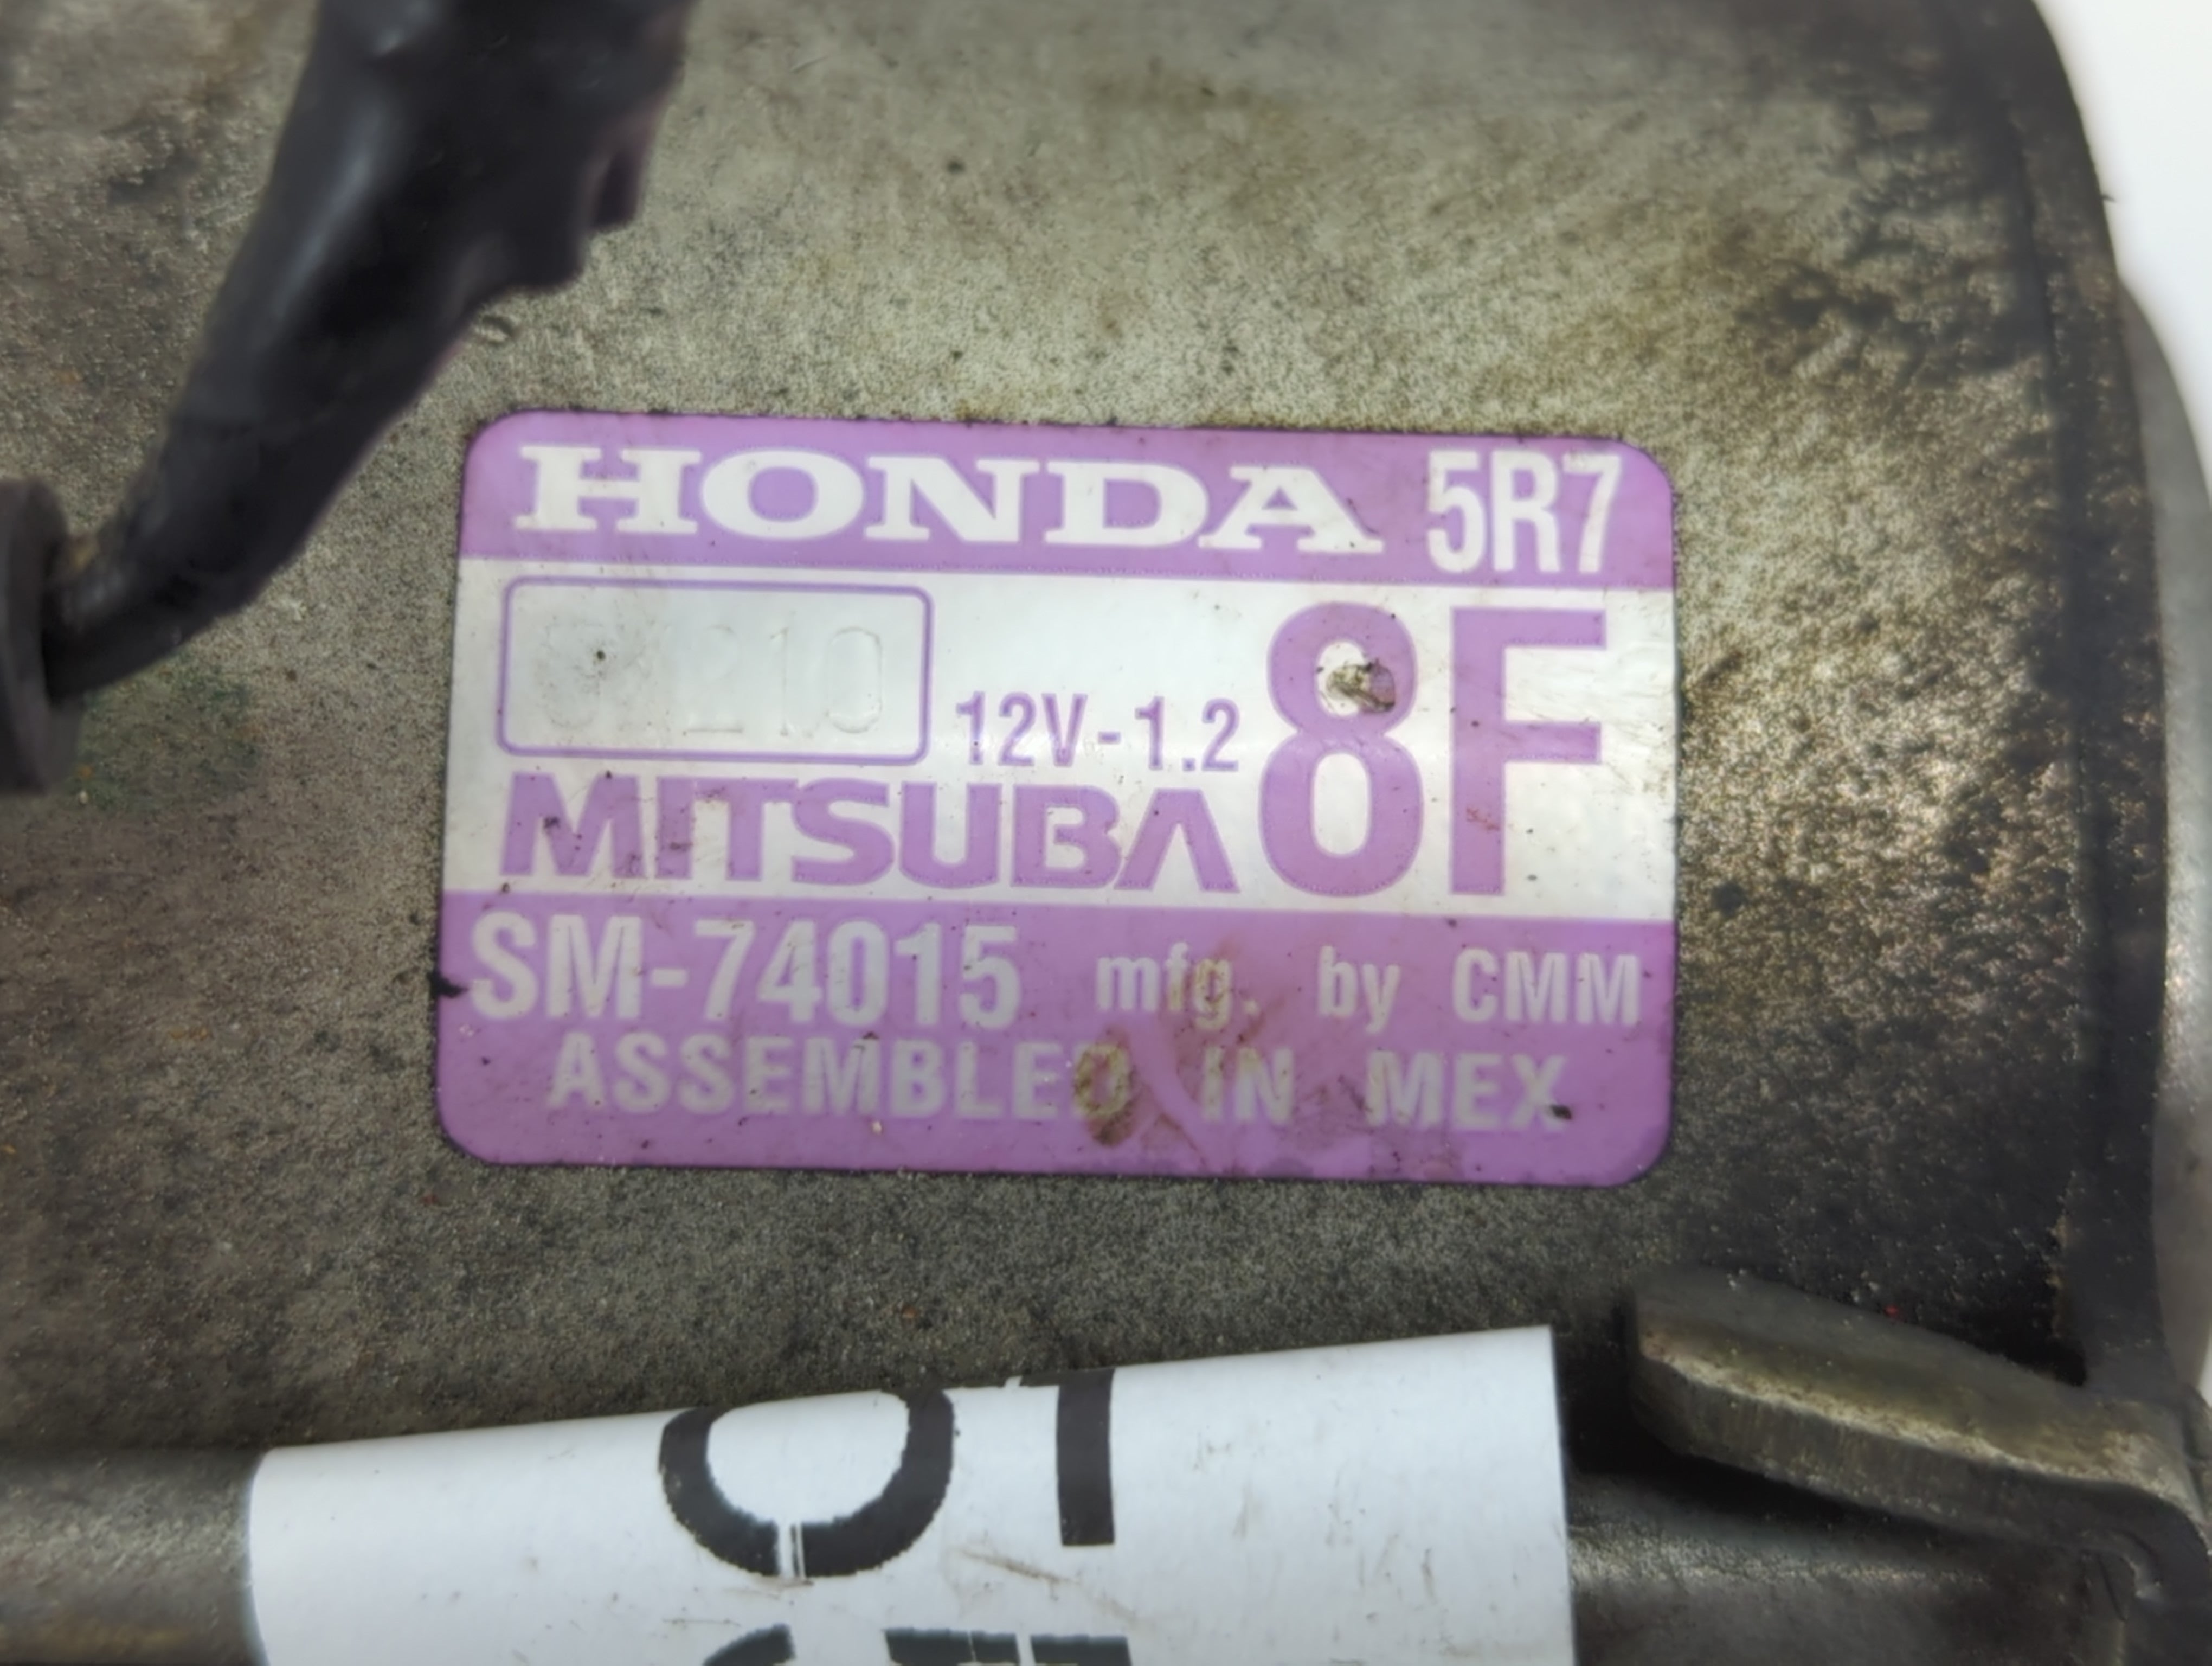 HONDA 5R7
12V-1.2 8F
MITSUBA
SM-74015 mfg. by CMM
ASSEMBLED IN MEX